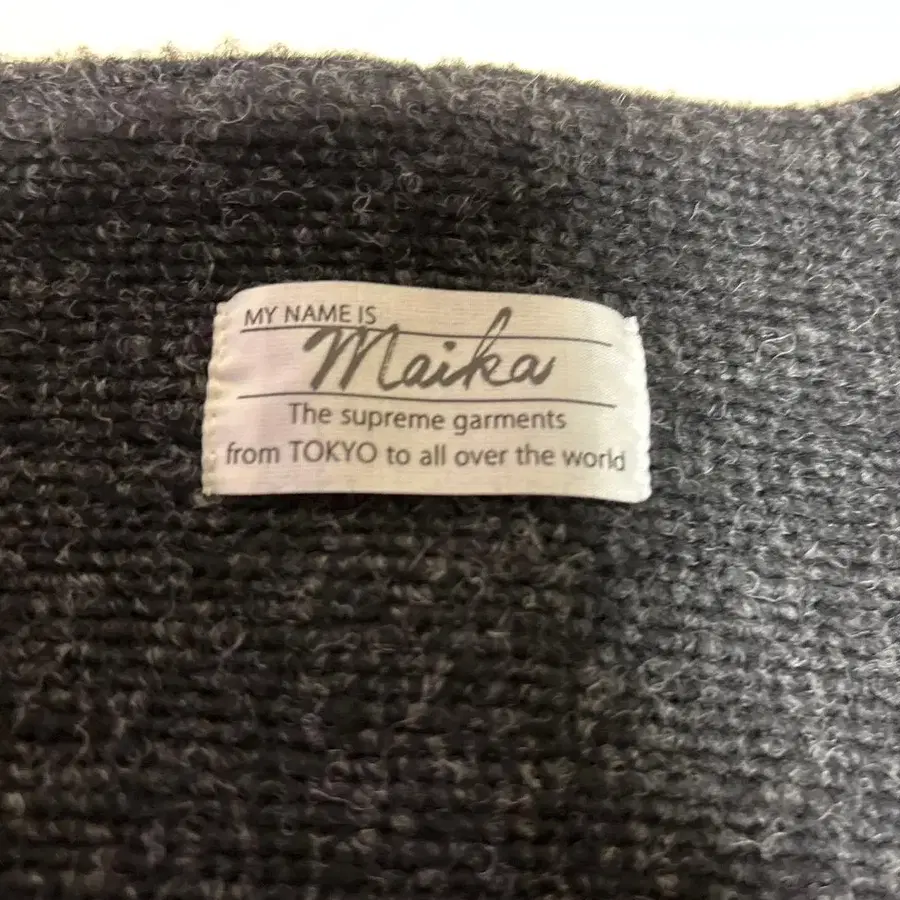 MY NAME IS
Maika
The supreme garments
from TOKYO to all over the world